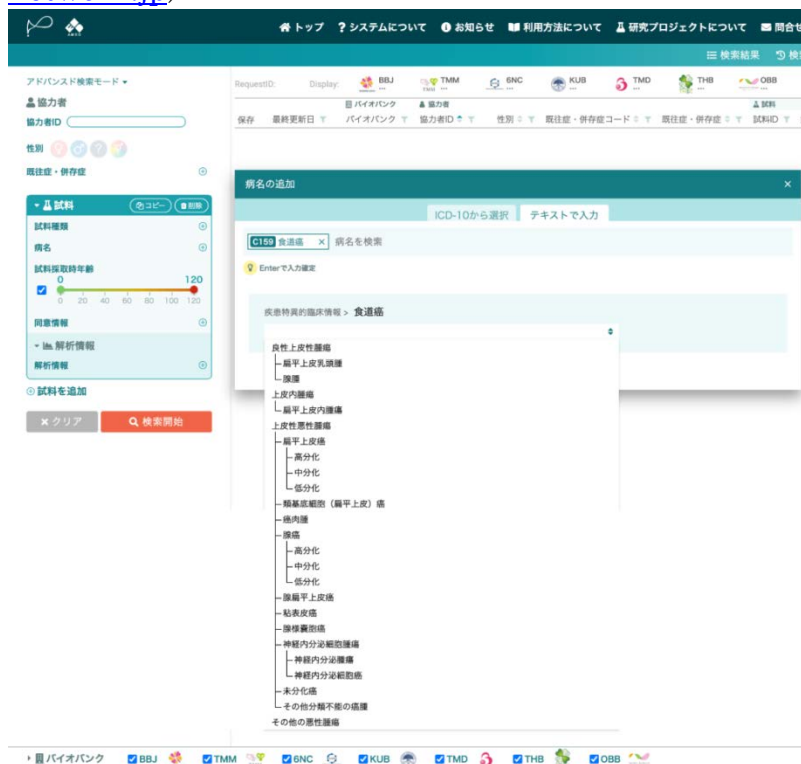 トップ ?システムについて お知らせ 利用方法について 研究プロジェクトについて 問合せ
検索結果
アドバンスド検索モード
協力者
協力者ID
性別
既往症・併存症
試料 コピー 削除
試料種類
病名
試料採取時年齢
0 120
0 20 40 60 80 100 120
同意情報
解析情報
解析情報
試料を追加
×クリア 検索開始
RequestID: Display: BBJ TMM 6NC KUB TMD THB OBB
バイオバンク 協力者 試料
保存 最終更新日 バイオバンク 協力者ID 性別 既往症・併存症コード 既往症・併存症 試料ID
病名の追加 ×
ICD-10から選択 テキストで入力
C159 食道癌 × 病名を検索
Enterで入力確定
疾患特異的臨床情報 > 食道癌
良性上皮性腫瘍
扁平上皮乳頭腫
腺腫
上皮内腫瘍
扁平上皮内腫瘍
上皮性悪性腫瘍
扁平上皮癌
高分化
中分化
低分化
類基底細胞（扁平上皮）癌
癌肉腫
腺癌
高分化
中分化
低分化
腺扁平上皮癌
粘表皮癌
腺様嚢胞癌
神経内分泌細胞腫瘍
神経内分泌腫瘍
神経内分泌細胞癌
未分化癌
その他分類不能の癌腫
その他の悪性腫瘍
バイオバンク BBJ TMM 6NC KUB TMD THB OBB